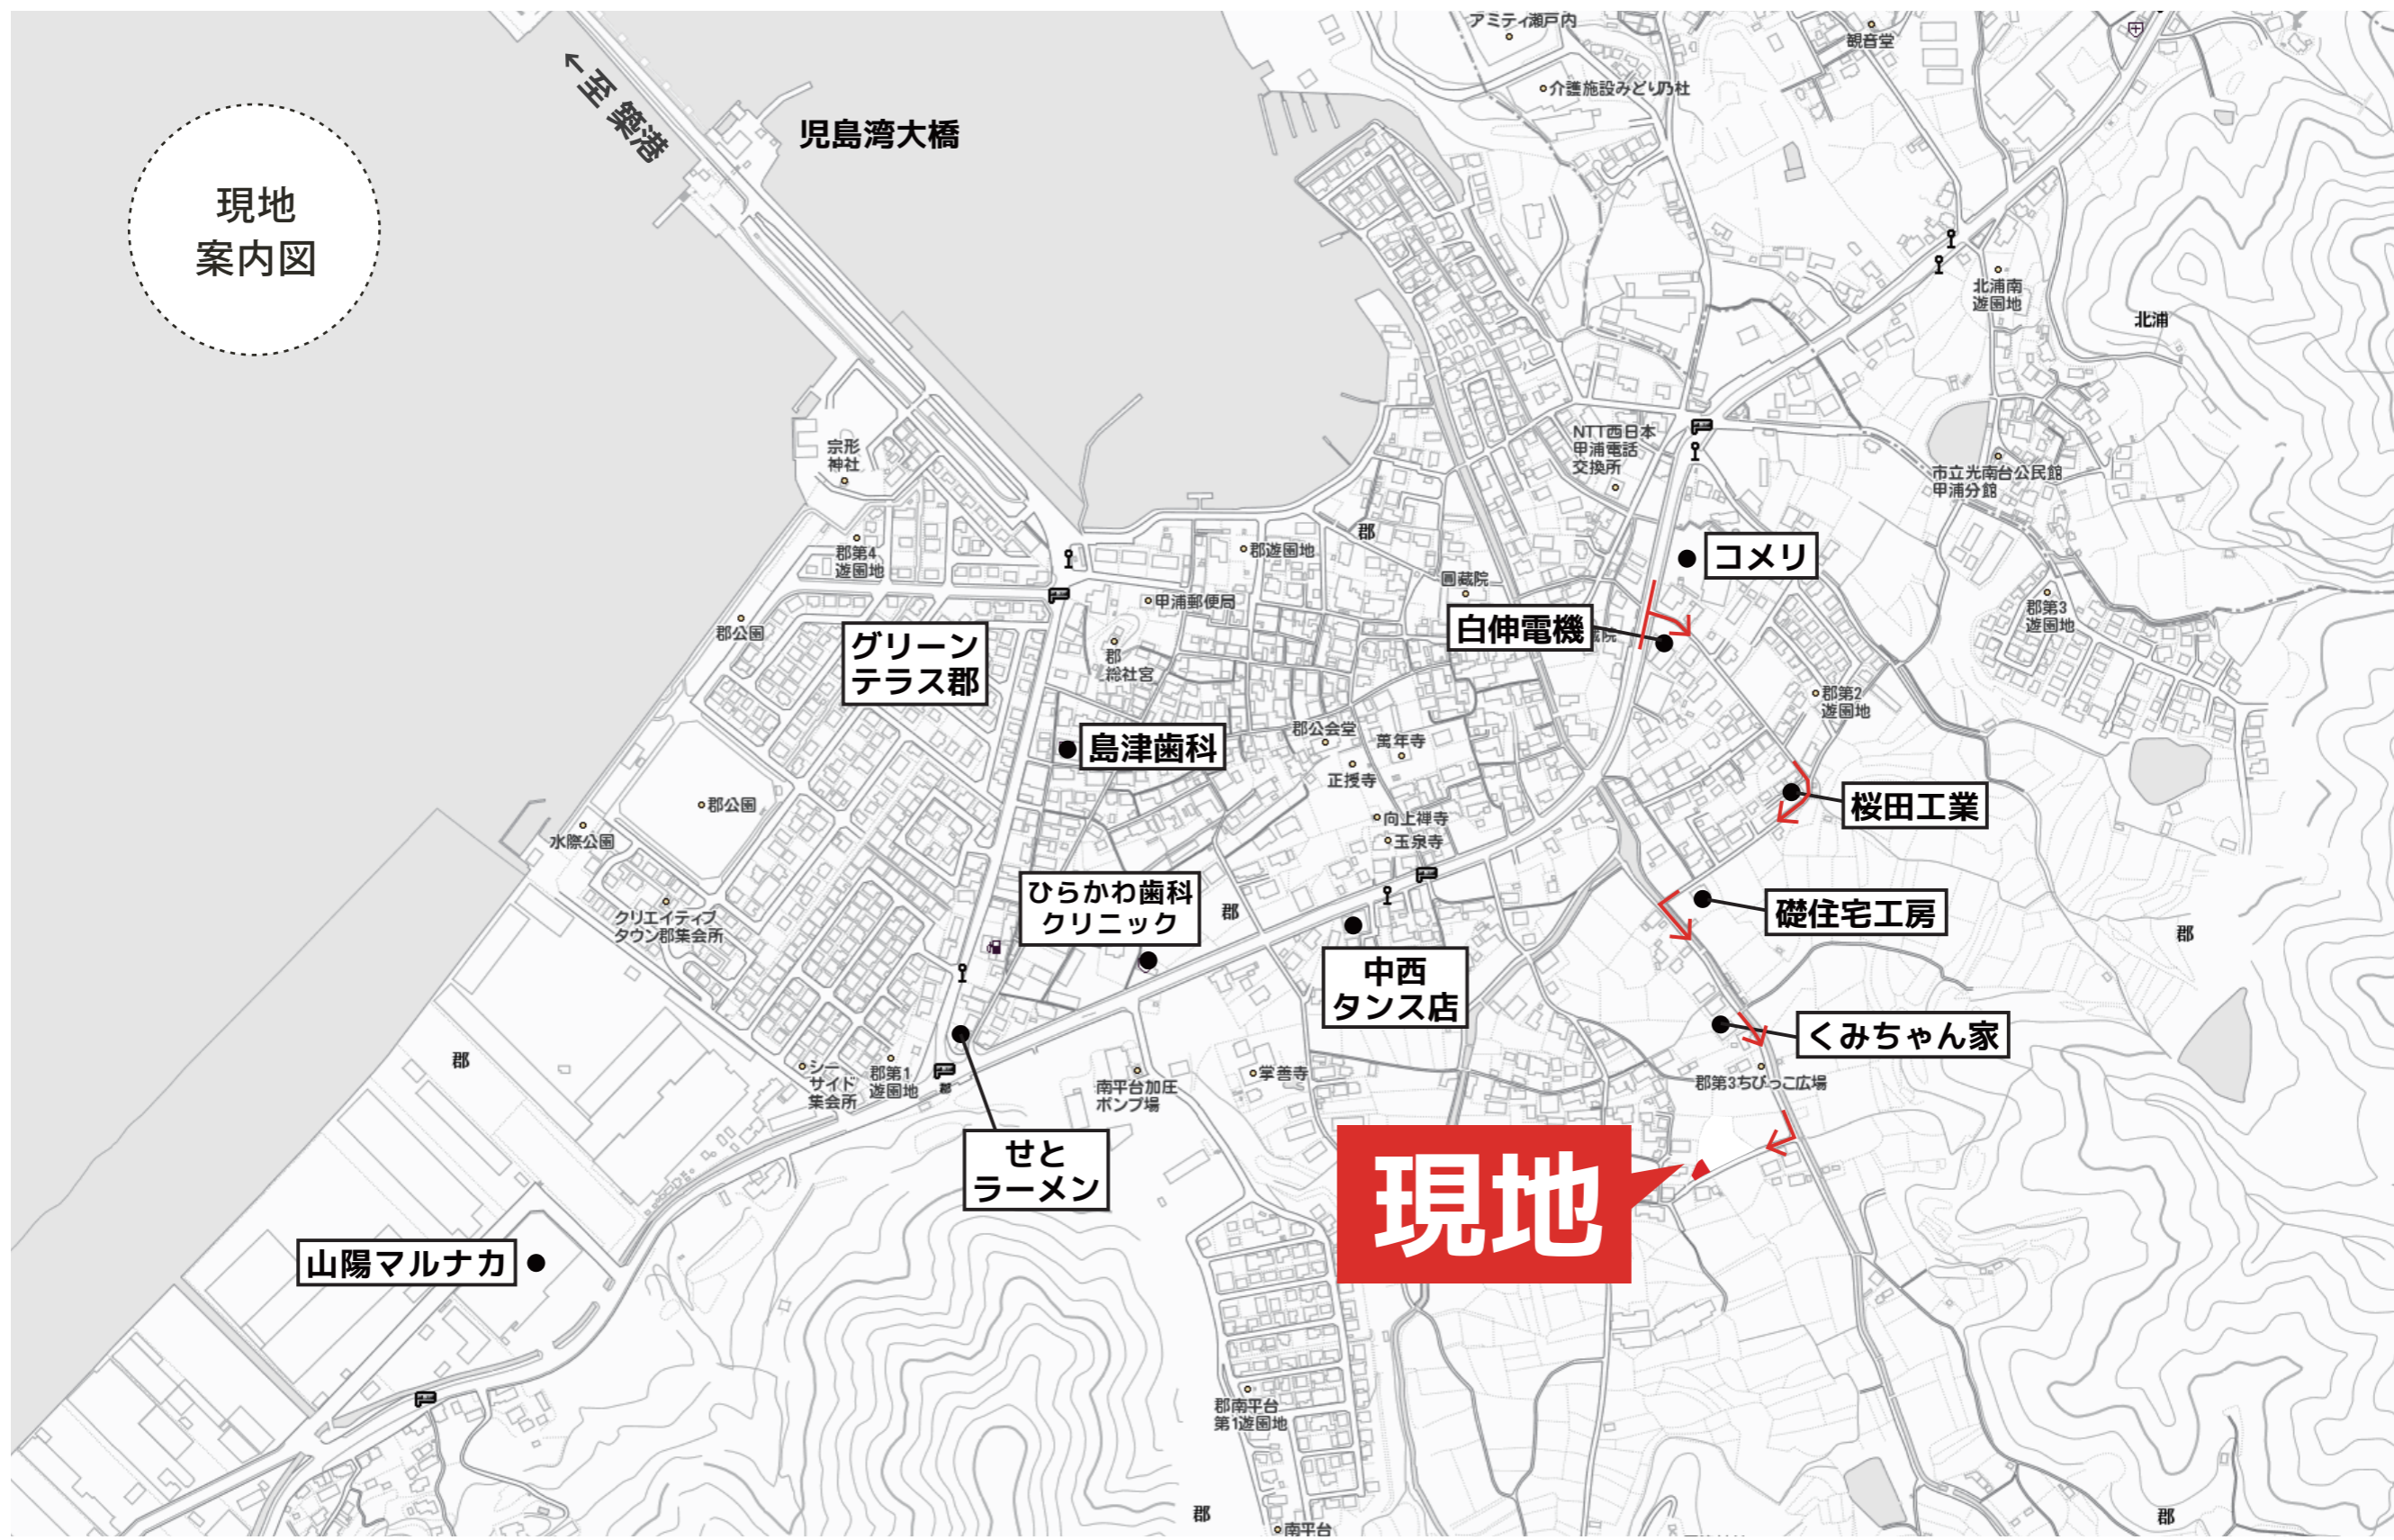 現地
案内図
←至 築港
児島湾大橋
アミティ瀬戸内
介護施設みどり乃杜
観音堂
北浦南
遊園地
北浦
宗形
神社
NTT西日本
甲浦電話
交換所
市立光南台公民館
甲浦分館
郡第4
遊園地
郡遊園地
郡
圓蔵院
コメリ
白伸電機
郡第3
遊園地
郡公園
甲浦郵便局
グリーン
テラス郡
郡
総社宮
郡第2
遊園地
島津歯科
郡公会堂
萬年寺
正授寺
郡公園
水際公園
向上禅寺
玉泉寺
桜田工業
ひらかわ歯科
クリニック
郡
クリエイティブ
タウン郡集会所
礎住宅工房
郡
中西
タンス店
くみちゃん家
郡
シー
サイド
集会所
郡第1
遊園地
郡
南平台加圧
ポンプ場
掌善寺
郡第3ちびっこ広場
せと
ラーメン
現地
山陽マルナカ
郡南平台
第1遊園地
郡
南平台
郡